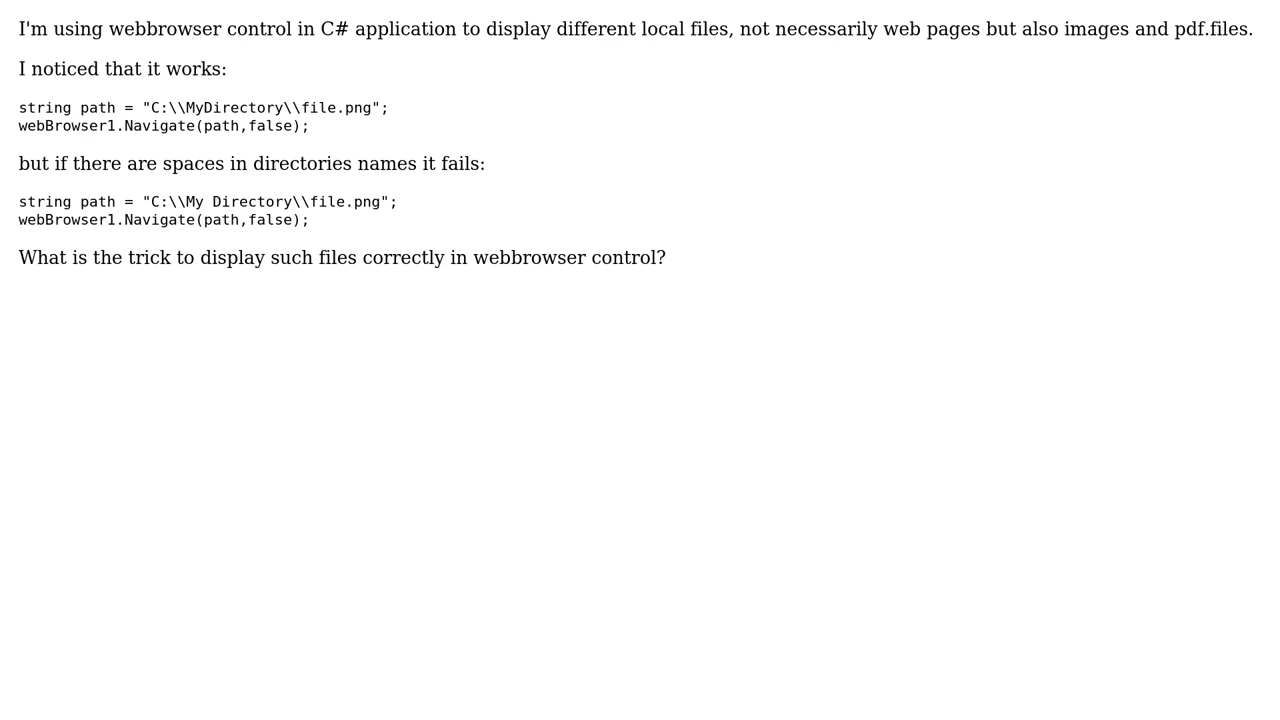 I'm using webbrowser control in C# application to display different local files, not necessarily web pages but also images and pdf.files.
I noticed that it works:
string path = "C:\\MyDirectory\\file.png";
webBrowser1.Navigate(path,false);
but if there are spaces in directories names it fails:
string path = "C:\\My Directory\\file.png";
webBrowser1.Navigate(path,false);
What is the trick to display such files correctly in webbrowser control?